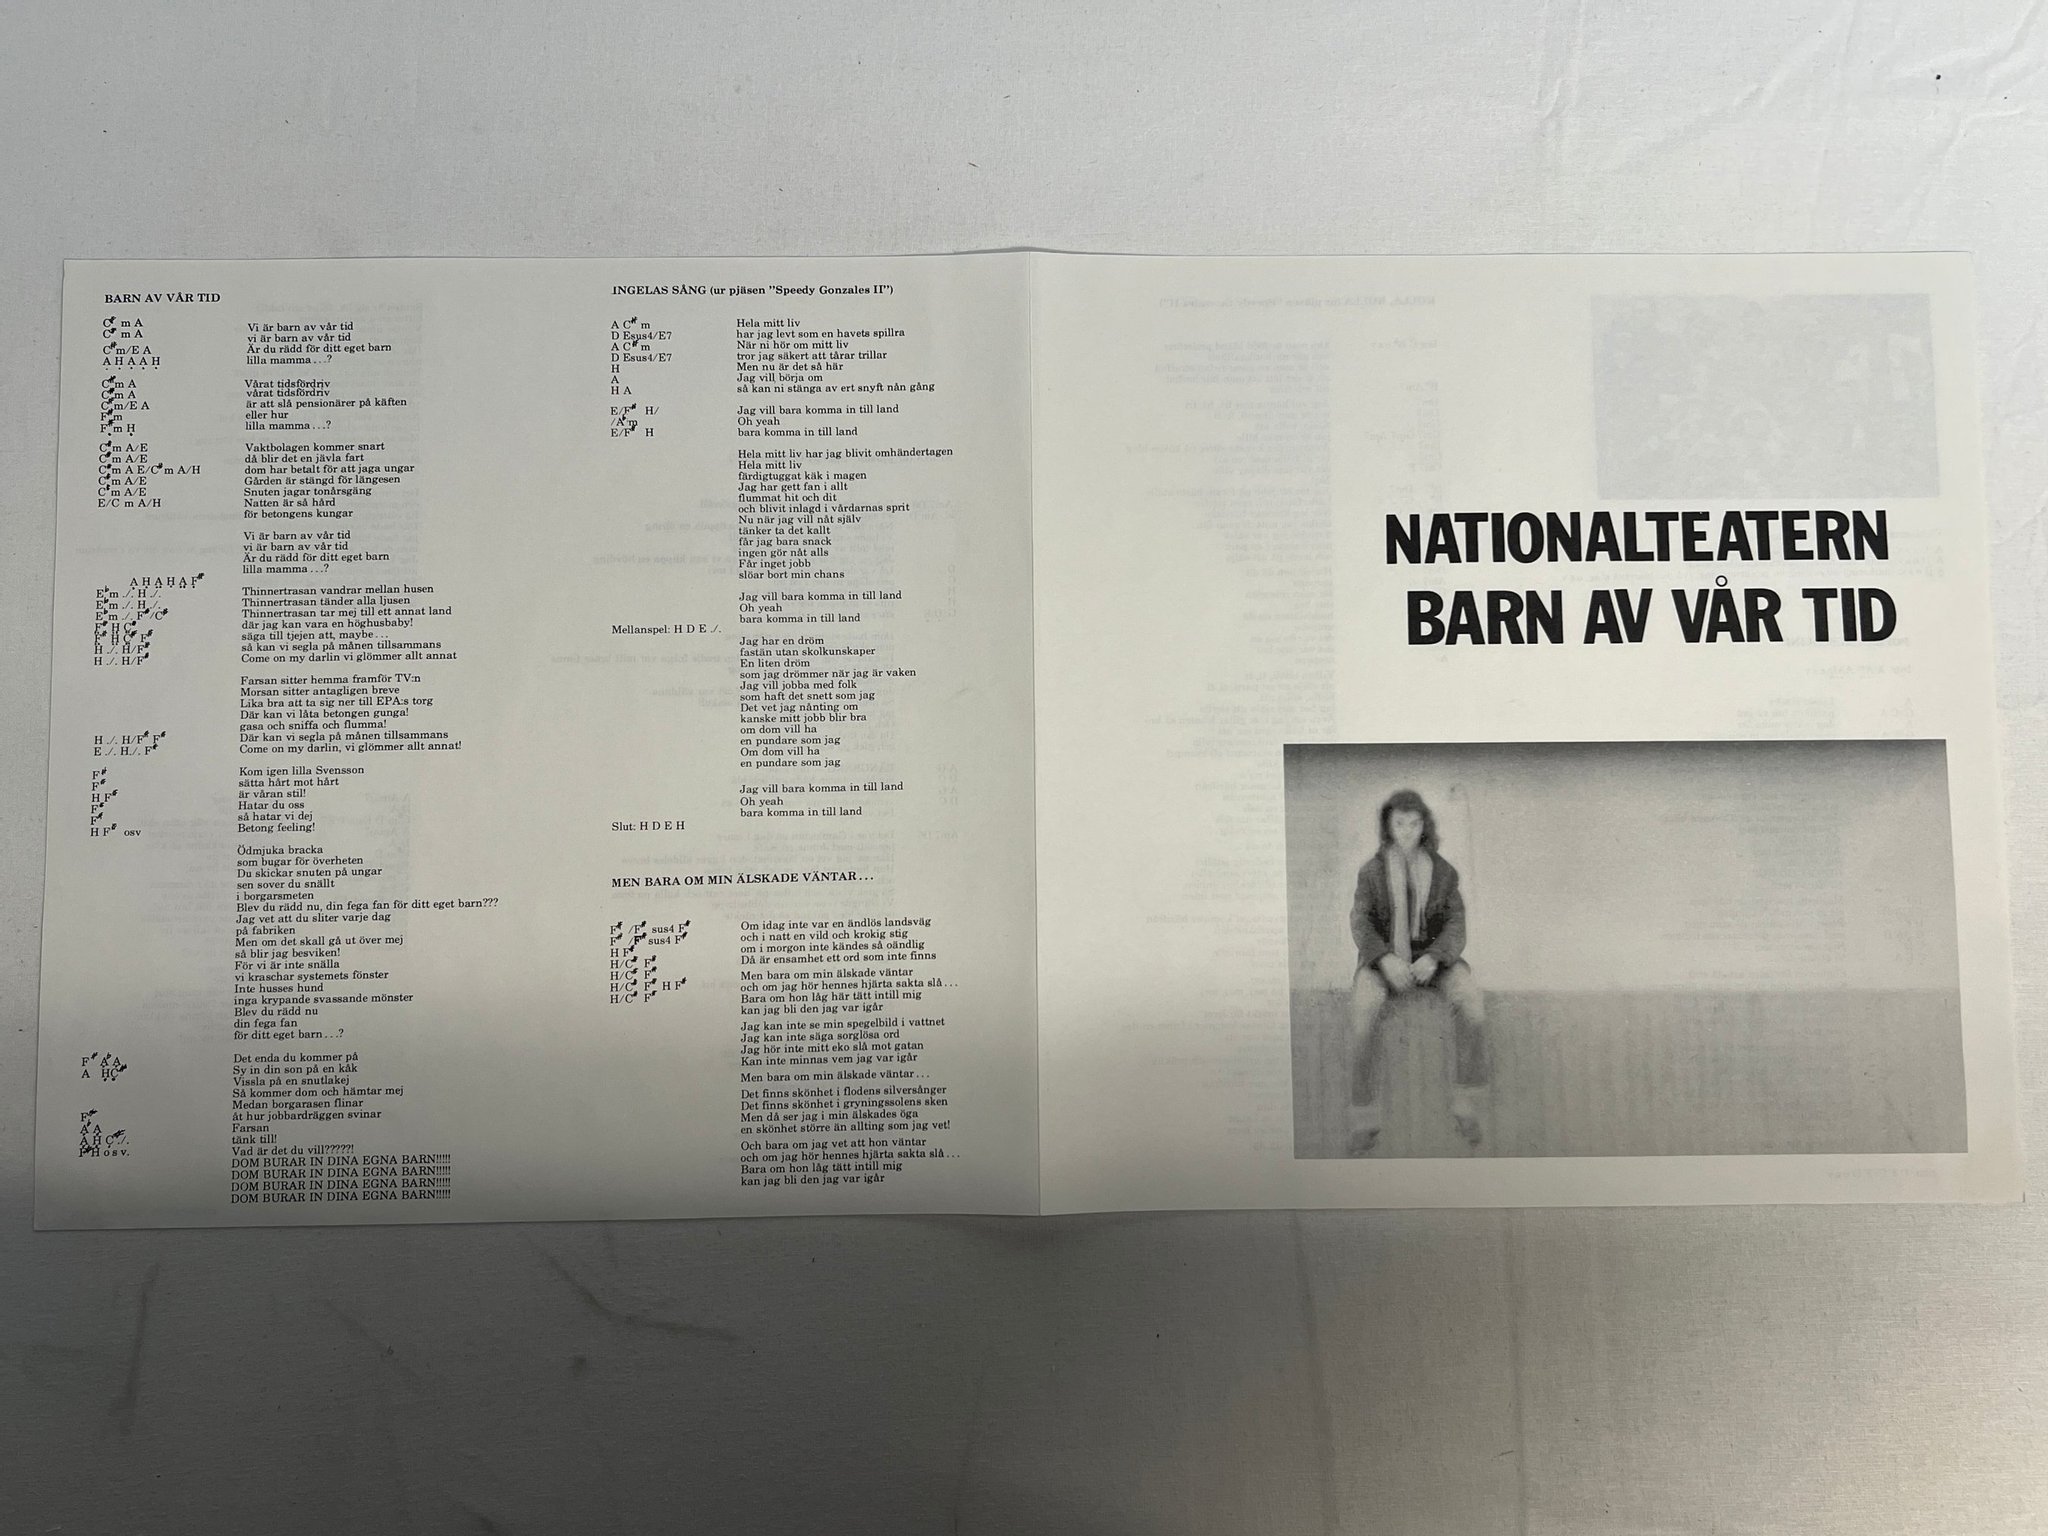 BARN AV VÅR TID
C# m A Vi är barn av vår tid
C# m A vi är barn av vår tid
C#m/E A Är du rädd för ditt eget barn
A H A A H lilla mamma...?
C#m A Vårat tidsfördriv
C#m A vårat tidsfördriv
C#m/E A är att slå pensionärer på käften
F#m eller hur
F#m H lilla mamma...?
C#m A/E Vaktbolagen kommer snart
C#m A/E då blir det en jävla fart
C#m A E/C#m A/H dom har betalt för att jaga ungar
C#m A/E Gården är stängd för längesen
C#m A/E Snuten jagar tonårsgäng
E/C m A/H Natten är så hård
för betongens kungar
Vi är barn av vår tid
vi är barn av vår tid
Är du rädd för ditt eget barn
lilla mamma...?
A H A H A F#
Ebm ./. H ./. Thinnertrasan vandrar mellan husen
Ebm ./. H ./. Thinnertrasan tänder alla ljusen
Ebm ./. F#/C# Thinnertrasan tar mej till ett annat land
F# H C# där jag kan vara en höghusbaby!
F# H C# F# säga till tjejen att, maybe...
H ./. H/F# så kan vi segla på månen tillsammans
H ./. H/F# Come on my darlin vi glömmer allt annat
Farsan sitter hemma framför TV:n
Morsan sitter antagligen breve
Lika bra att ta sig ner till EPA:s torg
Där kan vi låta betongen gunga!
gasa och sniffa och flumma!
H ./. H/F# F# Där kan vi segla på månen tillsammans
E ./. H./. F# Come on my darlin, vi glömmer allt annat!
F# Kom igen lilla Svensson
F# sätta hårt mot hårt
H F# är våran stil!
F# Hatar du oss
F# så hatar vi dej
H F# osv Betong feeling!
Ödmjuka bracka
som bugar för överheten
Du skickar snuten på ungar
sen sover du snällt
i borgarsmeten
Blev du rädd nu, din fega fan för ditt eget barn???
Jag vet att du sliter varje dag
på fabriken
Men om det skall gå ut över mej
så blir jag besviken!
För vi är inte snälla
vi kraschar systemets fönster
Inte husses hund
inga krypande svassande mönster
Blev du rädd nu
din fega fan
för ditt eget barn...?
F# Ab A Det enda du kommer på
A HC# Sy in din son på en kåk
Vissla på en snutlakej
Så kommer dom och hämtar mej
Medan borgarasen flinar
åt hur jobbardräggen svinar
F# Farsan
Ab A tänk till!
A H C#./. Vad är det du vill?????!
F#H o s v. DOM BURAR IN DINA EGNA BARN!!!!!
DOM BURAR IN DINA EGNA BARN!!!!!
DOM BURAR IN DINA EGNA BARN!!!!!
DOM BURAR IN DINA EGNA BARN!!!!!
INGELAS SÅNG (ur pjäsen ”Speedy Gonzales II”)
A C# m Hela mitt liv
D Esus4/E7 har jag levt som en havets spillra
A C# m När ni hör om mitt liv
D Esus4/E7 tror jag säkert att tårar trillar
H Men nu är det så här
A Jag vill börja om
H A så kan ni stänga av ert snyft nån gång
E/F# H/ Jag vill bara komma in till land
/Abm Oh yeah
E/F# H bara komma in till land
Hela mitt liv har jag blivit omhändertagen
Hela mitt liv
färdigtuggat käk i magen
Jag har gett fan i allt
flummat hit och dit
och blivit inlagd i vårdarnas sprit
Nu när jag vill nåt själv
tänker ta det kallt
får jag bara snack
ingen gör nåt alls
Får inget jobb
slöar bort min chans
Jag vill bara komma in till land
Oh yeah
bara komma in till land
Mellanspel: H D E ./.
Jag har en dröm
fastän utan skolkunskaper
En liten dröm
som jag drömmer när jag är vaken
Jag vill jobba med folk
som haft det snett som jag
Det vet jag nånting om
kanske mitt jobb blir bra
om dom vill ha
en pundare som jag
Om dom vill ha
en pundare som jag
Jag vill bara komma in till land
Oh yeah
bara komma in till land
Slut: H D E H
MEN BARA OM MIN ÄLSKADE VÄNTAR...
F# /F# sus4 F# Om idag inte var en ändlös landsväg
F# /F# sus4 F# och i natt en vild och krokig stig
H F# om i morgon inte kändes så oändlig
H/C# F# Då är ensamhet ett ord som inte finns
H/C# F# Men bara om min älskade väntar
H/C# F# H F# och om jag hör hennes hjärta sakta slå...
H/C# F# Bara om hon låg här tätt intill mig
kan jag bli den jag var igår
Jag kan inte se min spegelbild i vattnet
Jag kan inte säga sorglösa ord
Jag hör inte mitt eko slå mot gatan
Kan inte minnas vem jag var igår
Men bara om min älskade väntar...
Det finns skönhet i flodens silversånger
Det finns skönhet i gryningssolens sken
Men då ser jag i min älskades öga
en skönhet större än allting som jag vet!
Och bara om jag vet att hon väntar
och om jag hör hennes hjärta sakta slå...
Bara om hon låg tätt intill mig
kan jag bli den jag var igår
NATIONALTEATERN
BARN AV VÅR TID